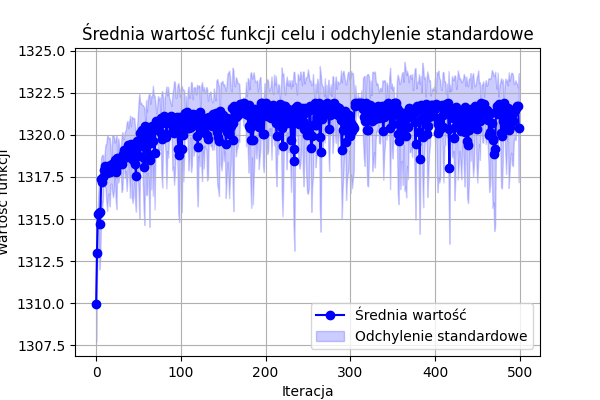 Średnia wartość funkcji celu i odchylenie standardowe
1325.0
1322.5
1320.0
1317.5
1315.0
1312.5
1310.0
1307.5
Wartość funkcji
Średnia wartość
Odchylenie standardowe
0
100
200
300
400
500
Iteracja